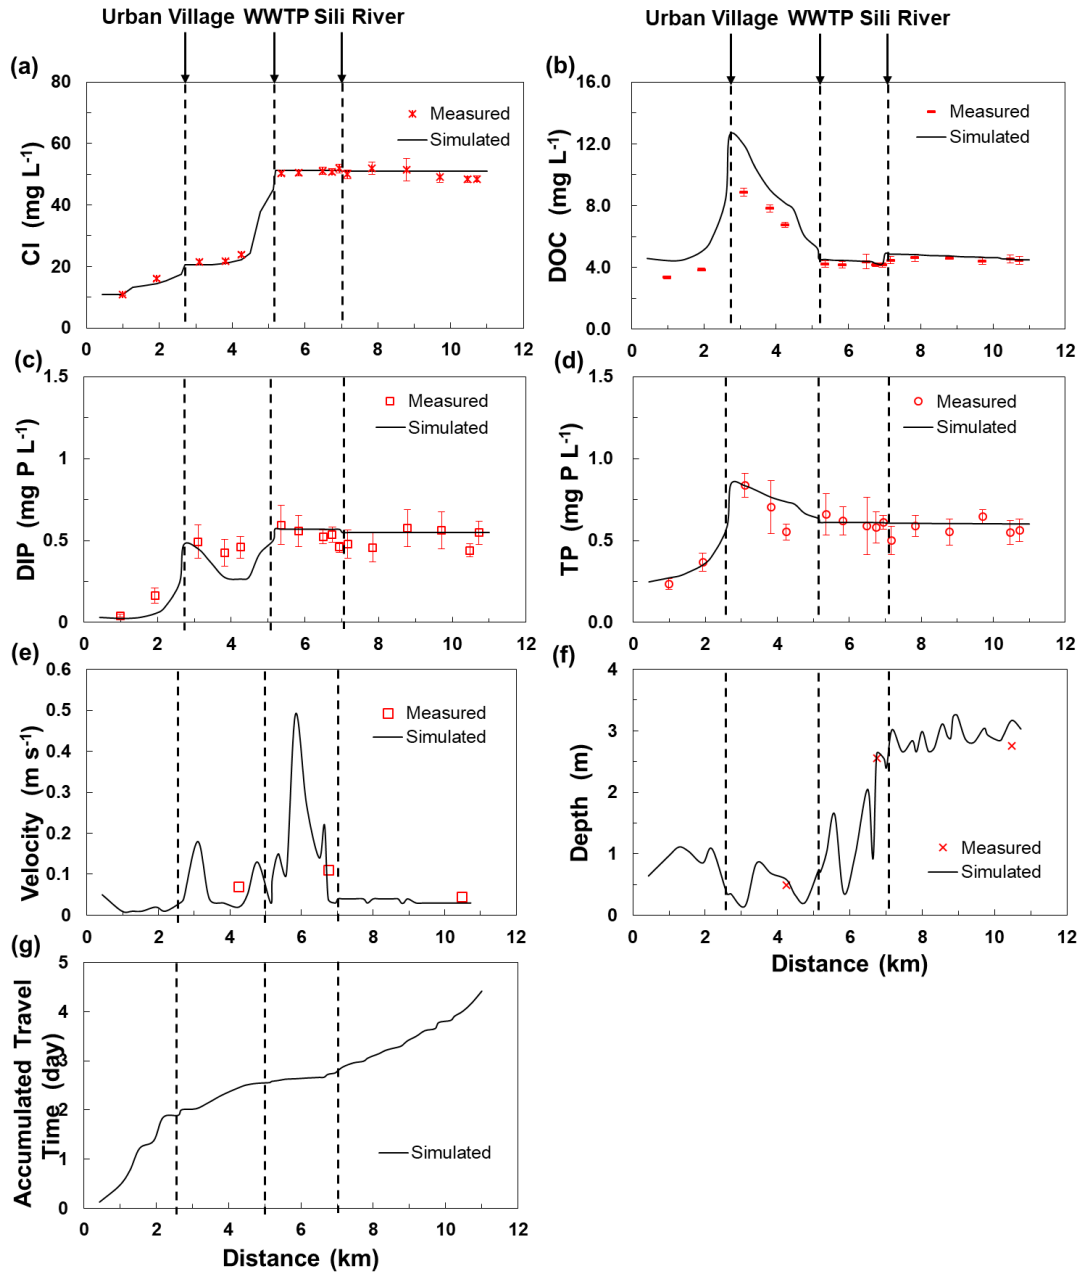 Urban Village WWTP Sili River
Urban Village WWTP Sili River
(a)
80
60
40
20
0
Cl (mg L-1)
Measured
Simulated
0 2 4 6 8 10 12
(b)
16.0
12.0
8.0
4.0
0.0
DOC (mg L-1)
Measured
Simulated
0 2 4 6 8 10 12
(c)
1.5
1
0.5
0
DIP (mg P L-1)
Measured
Simulated
0 2 4 6 8 10 12
(d)
1.5
1.0
0.5
0.0
TP (mg P L-1)
Measured
Simulated
0 2 4 6 8 10 12
(e)
0.6
0.5
0.4
0.3
0.2
0.1
0
Velocity (m s-1)
Measured
Simulated
0 2 4 6 8 10 12
(f)
4
3
2
1
0
Depth (m)
Measured
Simulated
0 2 4 6 8 10 12
Distance (km)
(g)
5
4
3
2
1
0
Accumulated Travel
Time (day)
Simulated
0 2 4 6 8 10 12
Distance (km)